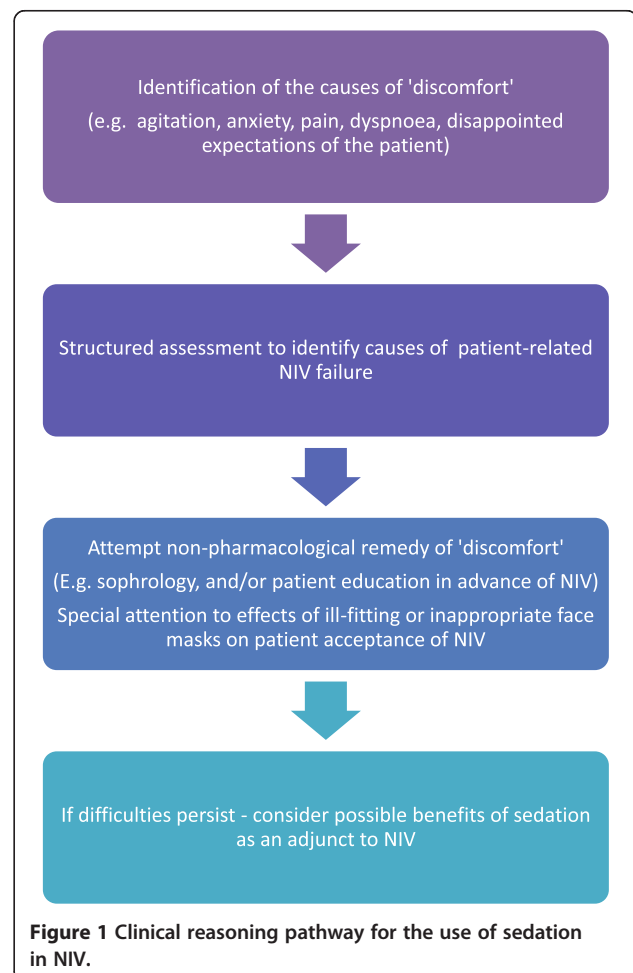 Identification of the causes of 'discomfort'
(e.g. agitation, anxiety, pain, dyspnoea, disappointed
expectations of the patient)
Structured assessment to identify causes of patient-related
NIV failure
Attempt non-pharmacological remedy of 'discomfort'
(E.g. sophrology, and/or patient education in advance of NIV)
Special attention to effects of ill-fitting or inappropriate face
masks on patient acceptance of NIV
If difficulties persist - consider possible benefits of sedation
as an adjunct to NIV
Figure 1 Clinical reasoning pathway for the use of sedation
in NIV.